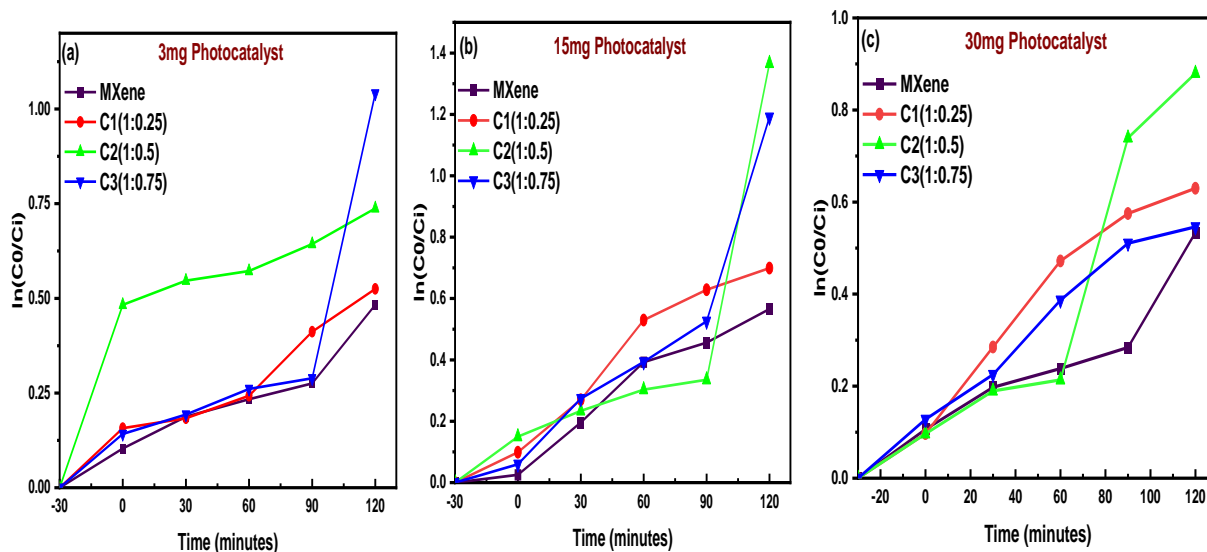 (a)
3mg Photocatalyst
MXene
C1(1:0.25)
C2(1:0.5)
C3(1:0.75)
ln(C0/Ci)
1.00
0.75
0.50
0.25
0.00
-30 0 30 60 90 120
Time (minutes)
(b)
15mg Photocatalyst
MXene
C1(1:0.25)
C2(1:0.5)
C3(1:0.75)
ln(C0/Ci)
1.4
1.2
1.0
0.8
0.6
0.4
0.2
0.0
-30 0 30 60 90 120
Time (minutes)
(c)
30mg Photocatalyst
MXene
C1(1:0.25)
C2(1:0.5)
C3(1:0.75)
ln(C0/Ci)
1.0
0.8
0.6
0.4
0.2
0.0
-20 0 20 40 60 80 100 120
Time (minutes)